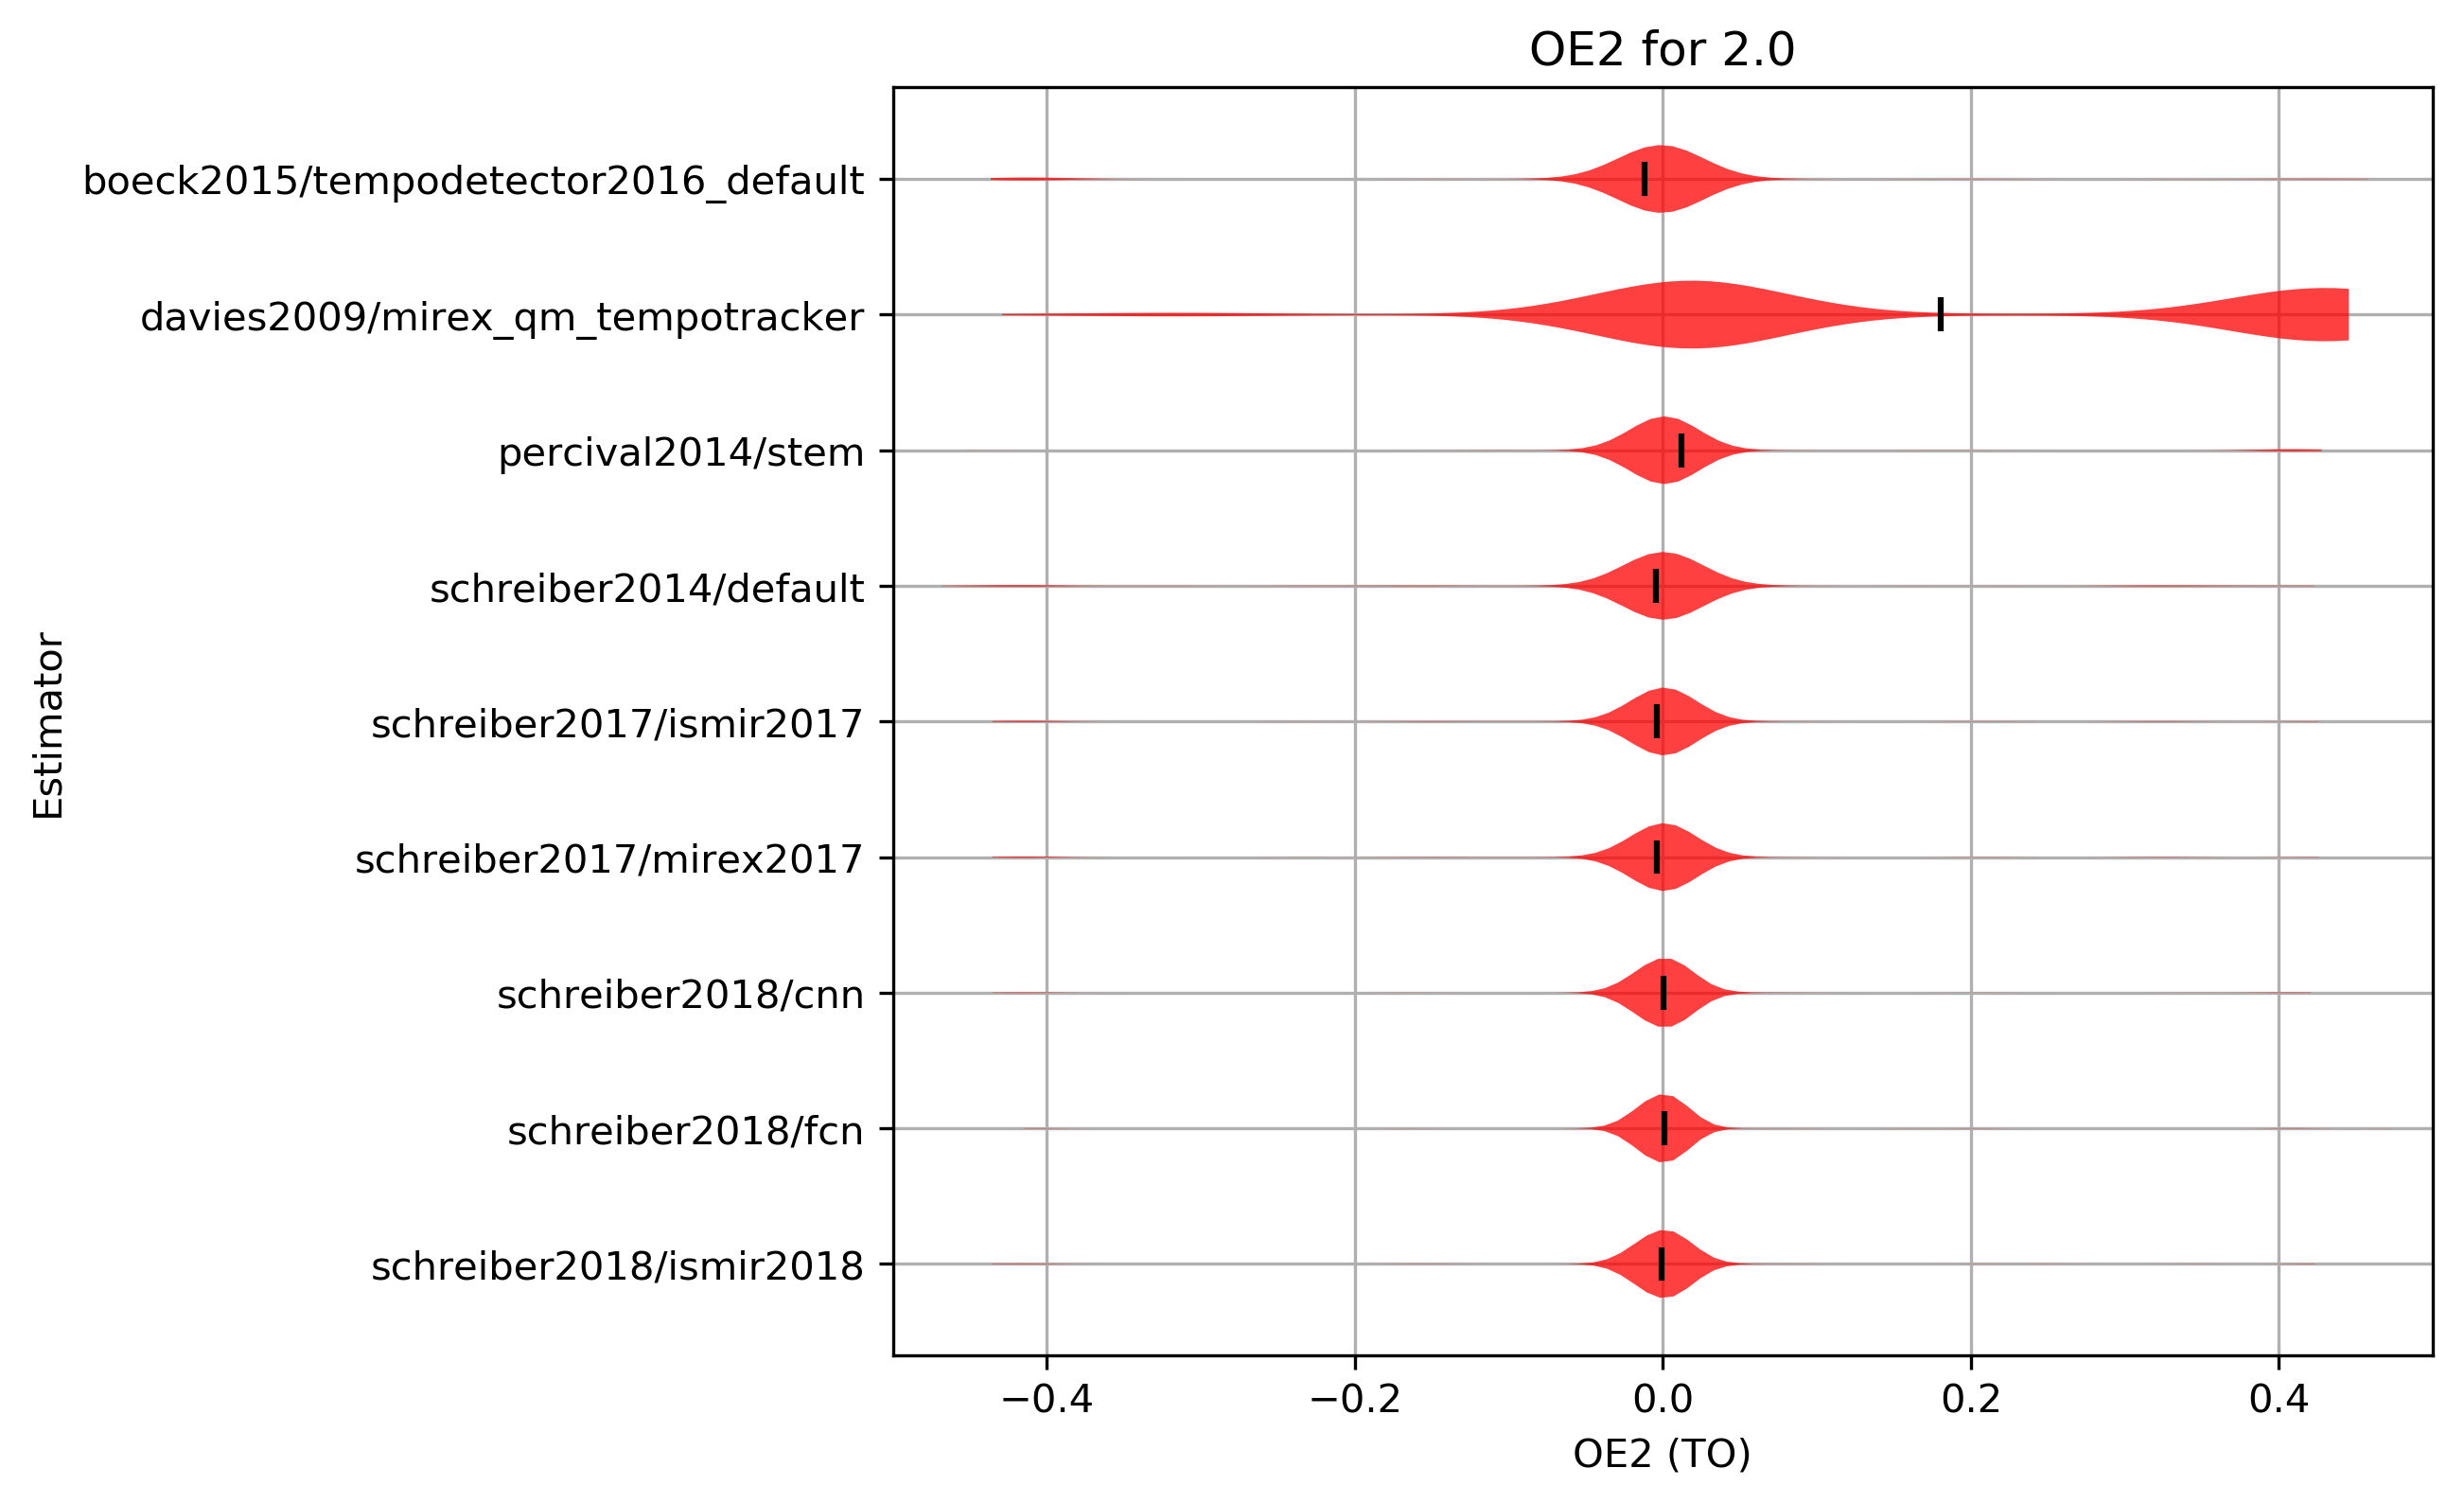 OE2 for 2.0
boeck2015/tempodetector2016_default
davies2009/mirex_qm_tempotracker
percival2014/stem
schreiber2014/default
schreiber2017/ismir2017
schreiber2017/mirex2017
schreiber2018/cnn
schreiber2018/fcn
schreiber2018/ismir2018
Estimator
−0.4 −0.2 0.0 0.2 0.4
OE2 (TO)